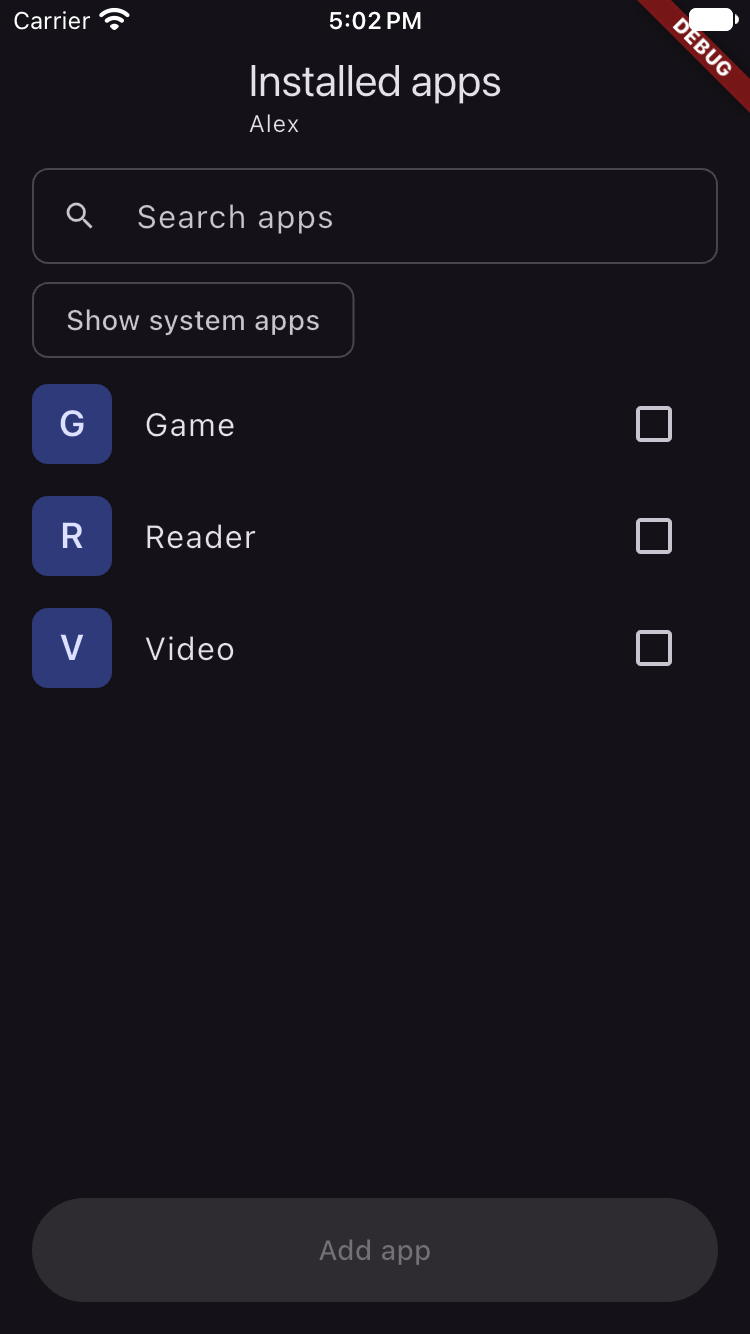 Carrier 5:02 PM
DEBUG
Installed apps
Alex
Search apps
Show system apps
G Game
R Reader
V Video
Add app